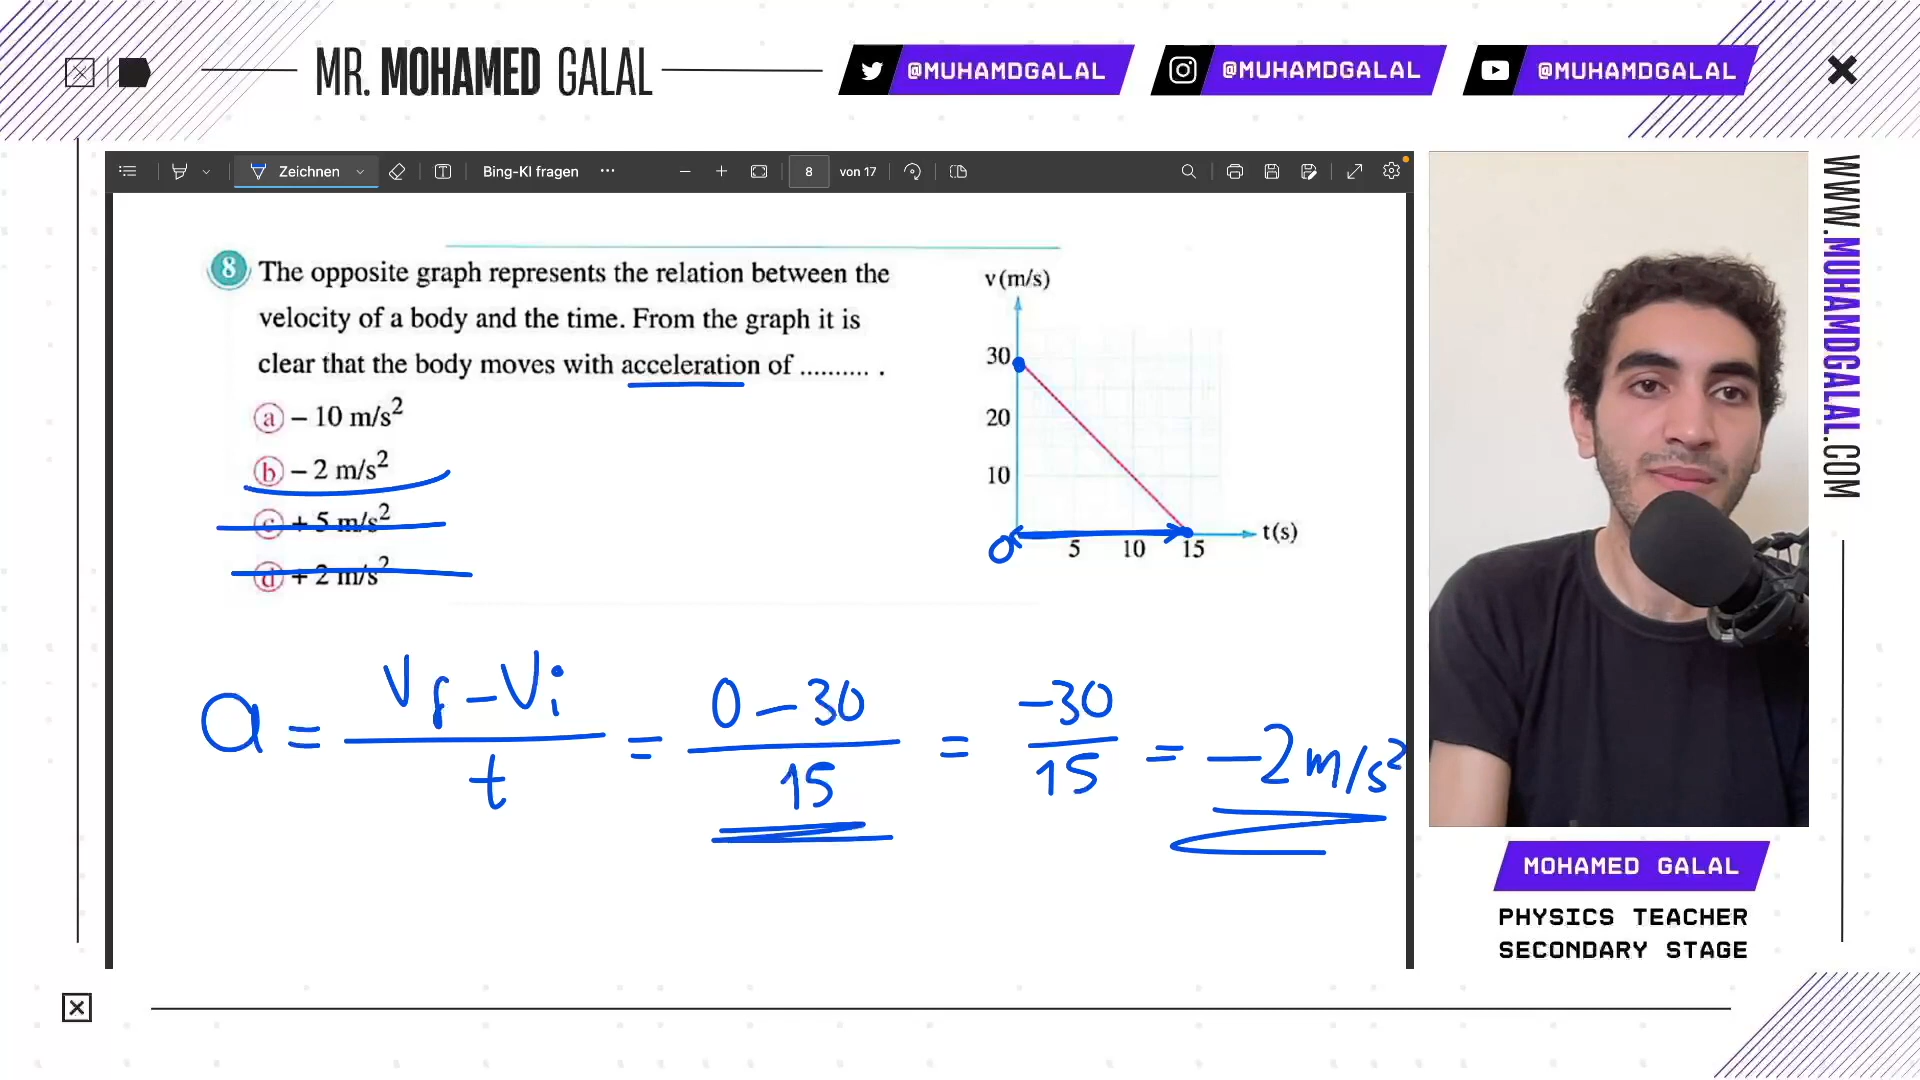 MR. MOHAMED GALAL
@MUHAMDGALAL
@MUHAMDGALAL
@MUHAMDGALAL
WWW.MUHAMDGALAL.COM
Zeichnen
Bing-KI fragen
8 von 17
8 The opposite graph represents the relation between the
velocity of a body and the time. From the graph it is
clear that the body moves with acceleration of .......... .
a – 10 m/s²
b – 2 m/s²
c + 5 m/s²
d + 2 m/s²
v (m/s)
30
20
10
0
5 10 15
t(s)
a = (Vf – Vi) / t = (0 – 30) / 15 = –30 / 15 = –2 m/s²
MOHAMED GALAL
PHYSICS TEACHER
SECONDARY STAGE